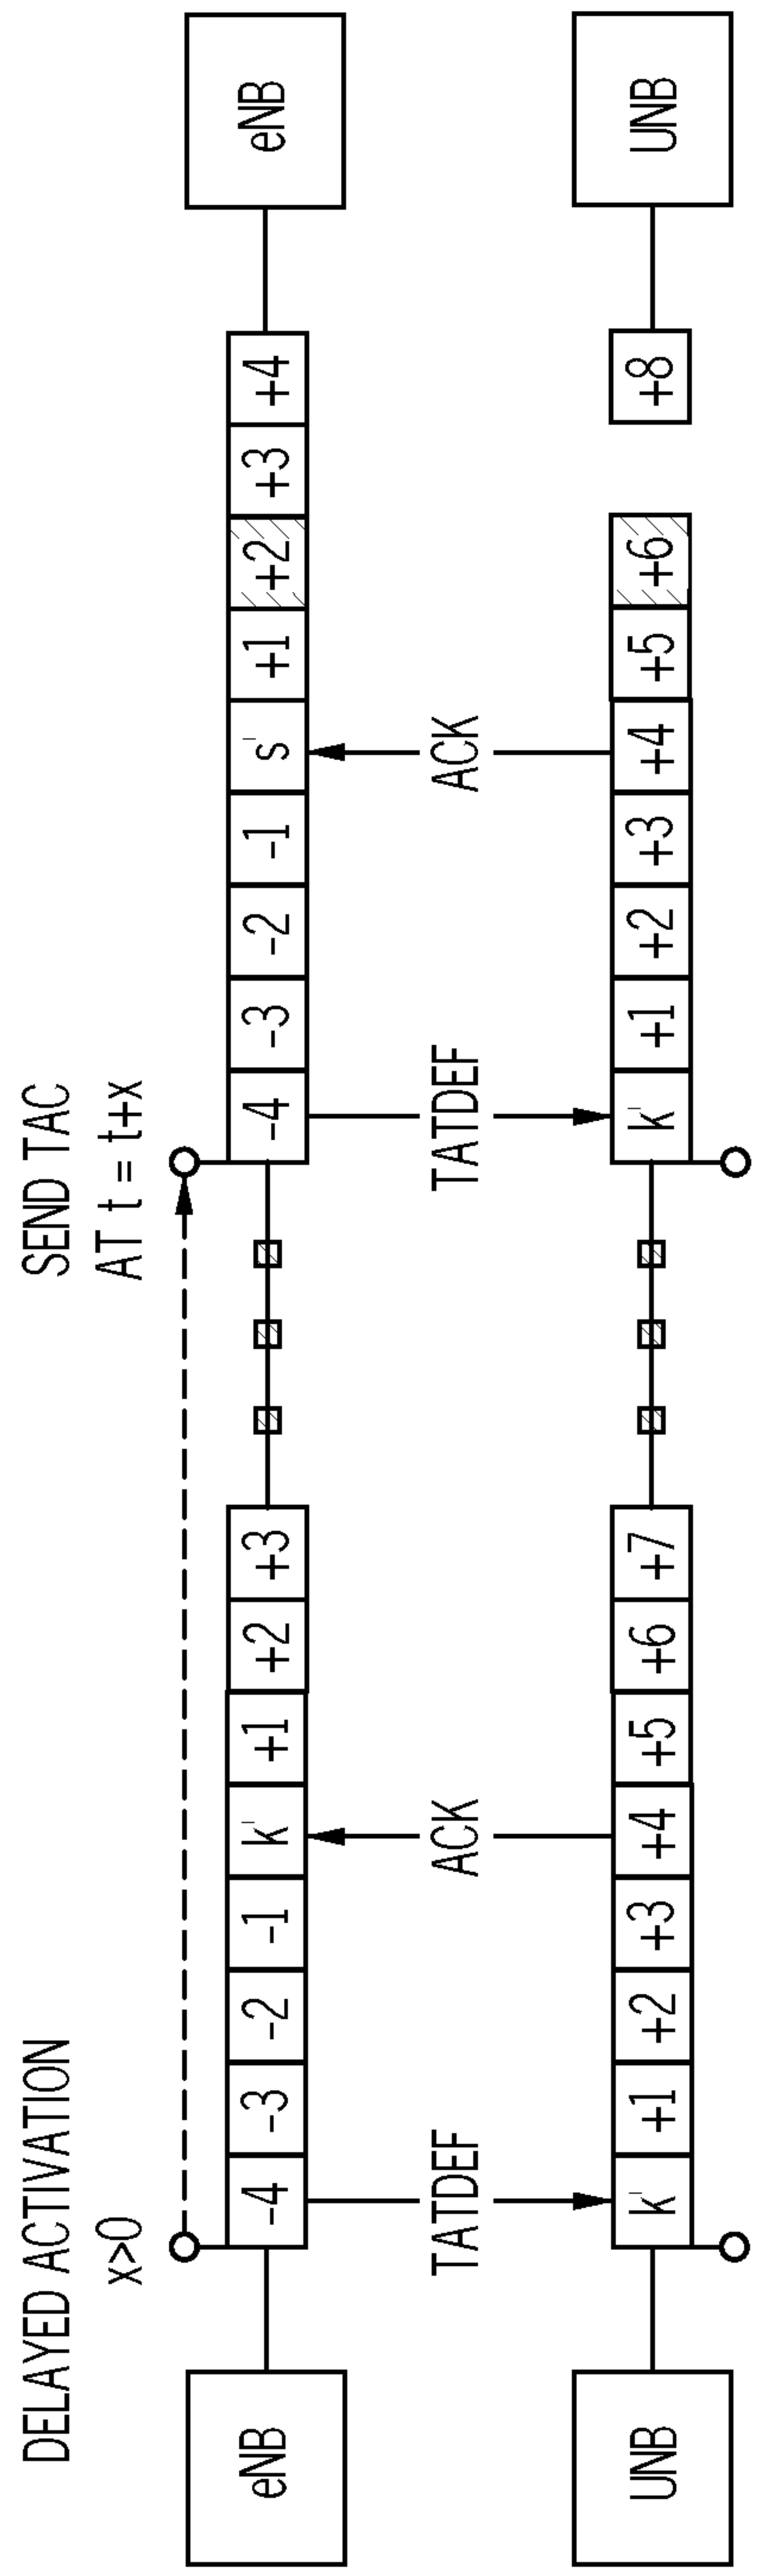 DELAYED ACTIVATION
x>0
SEND TAC
AT t = t+x
eNB -4 -3 -2 -1 k' +1 +2 +3 -4 -3 -2 -1 s' +1 +2 +3 +4 eNB
TATDEF ACK TATDEF ACK
UNB k' +1 +2 +3 +4 +5 +6 +7 k' +1 +2 +3 +4 +5 +6 +8 UNB